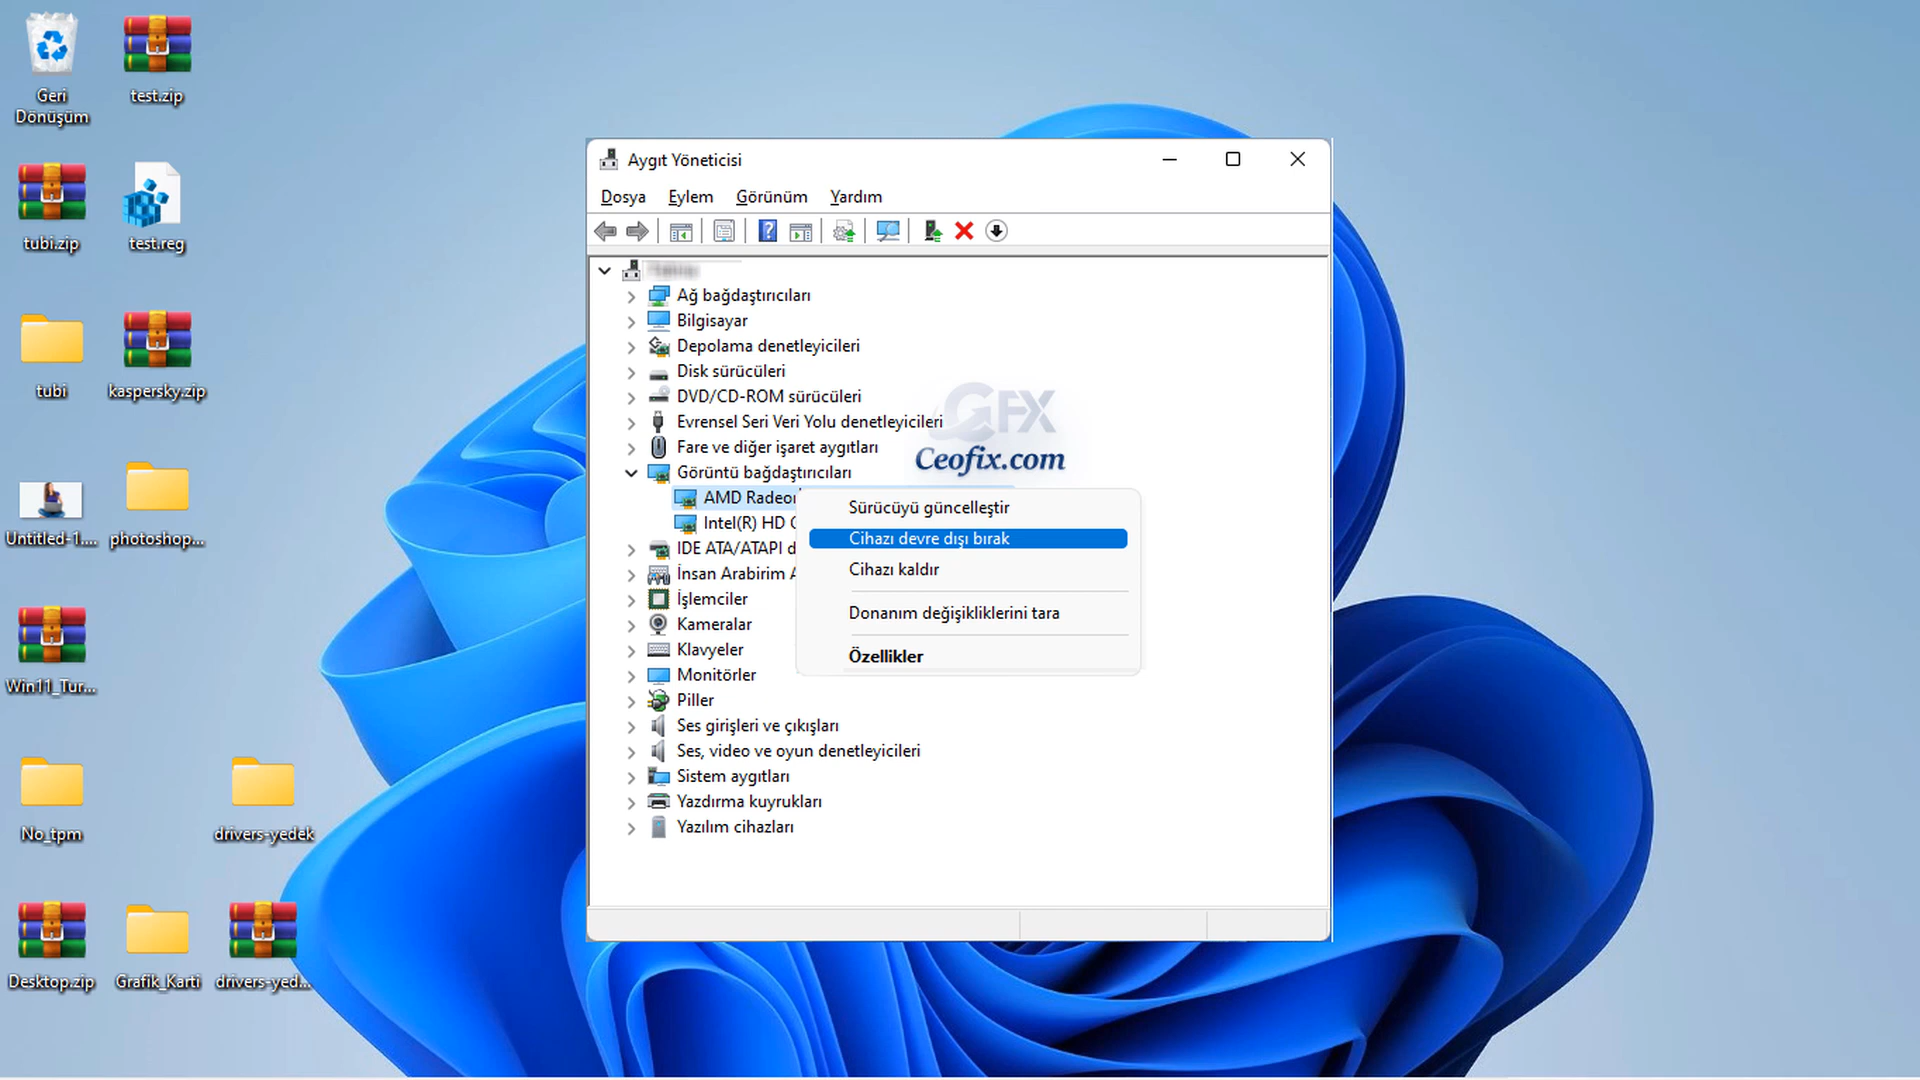 Geri
Dönüşüm
test.zip
tubi.zip
test.reg
tubi
kaspersky.zip
Untitled-1....
photoshop...
Win11_Tur...
No_tpm
drivers-yedek
Desktop.zip
Grafik_Karti
drivers-yed...
Aygıt Yöneticisi
Dosya Eylem Görünüm Yardım
Ağ bağdaştırıcıları
Bilgisayar
Depolama denetleyicileri
Disk sürücüleri
DVD/CD-ROM sürücüleri
Evrensel Seri Veri Yolu denetleyicileri
Fare ve diğer işaret aygıtları
Görüntü bağdaştırıcıları
AMD Radeon
Intel(R) HD
IDE ATA/ATAPI d
İnsan Arabirim A
İşlemciler
Kameralar
Klavyeler
Monitörler
Piller
Ses girişleri ve çıkışları
Ses, video ve oyun denetleyicileri
Sistem aygıtları
Yazdırma kuyrukları
Yazılım cihazları
GFX
Ceofix.com
Sürücüyü güncelleştir
Cihazı devre dışı bırak
Cihazı kaldır
Donanım değişikliklerini tara
Özellikler